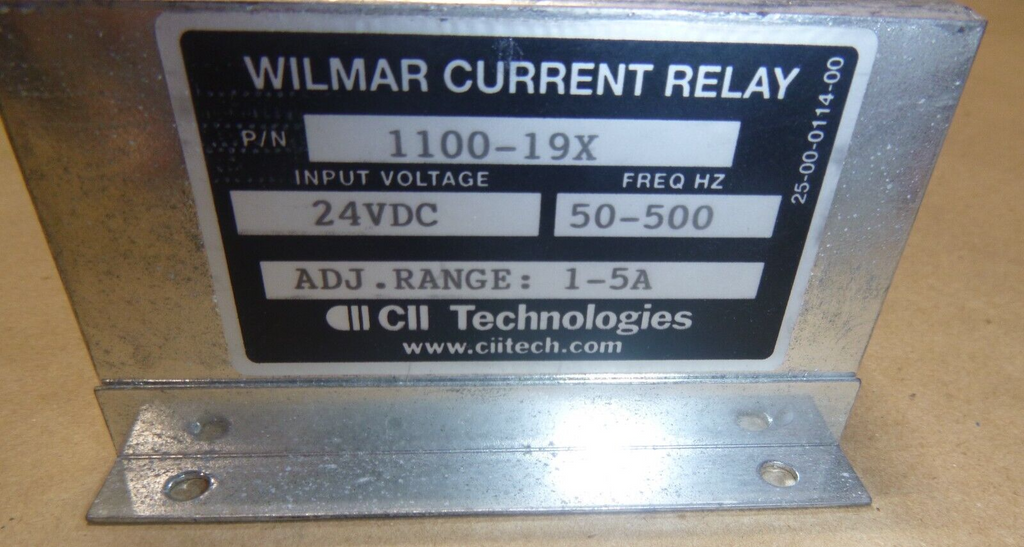 WILMAR CURRENT RELAY
P/N 1100-19X
INPUT VOLTAGE FREQ HZ
24VDC 50-500
ADJ.RANGE: 1-5A
CII Technologies
www.ciitech.com
25-00-0114-00